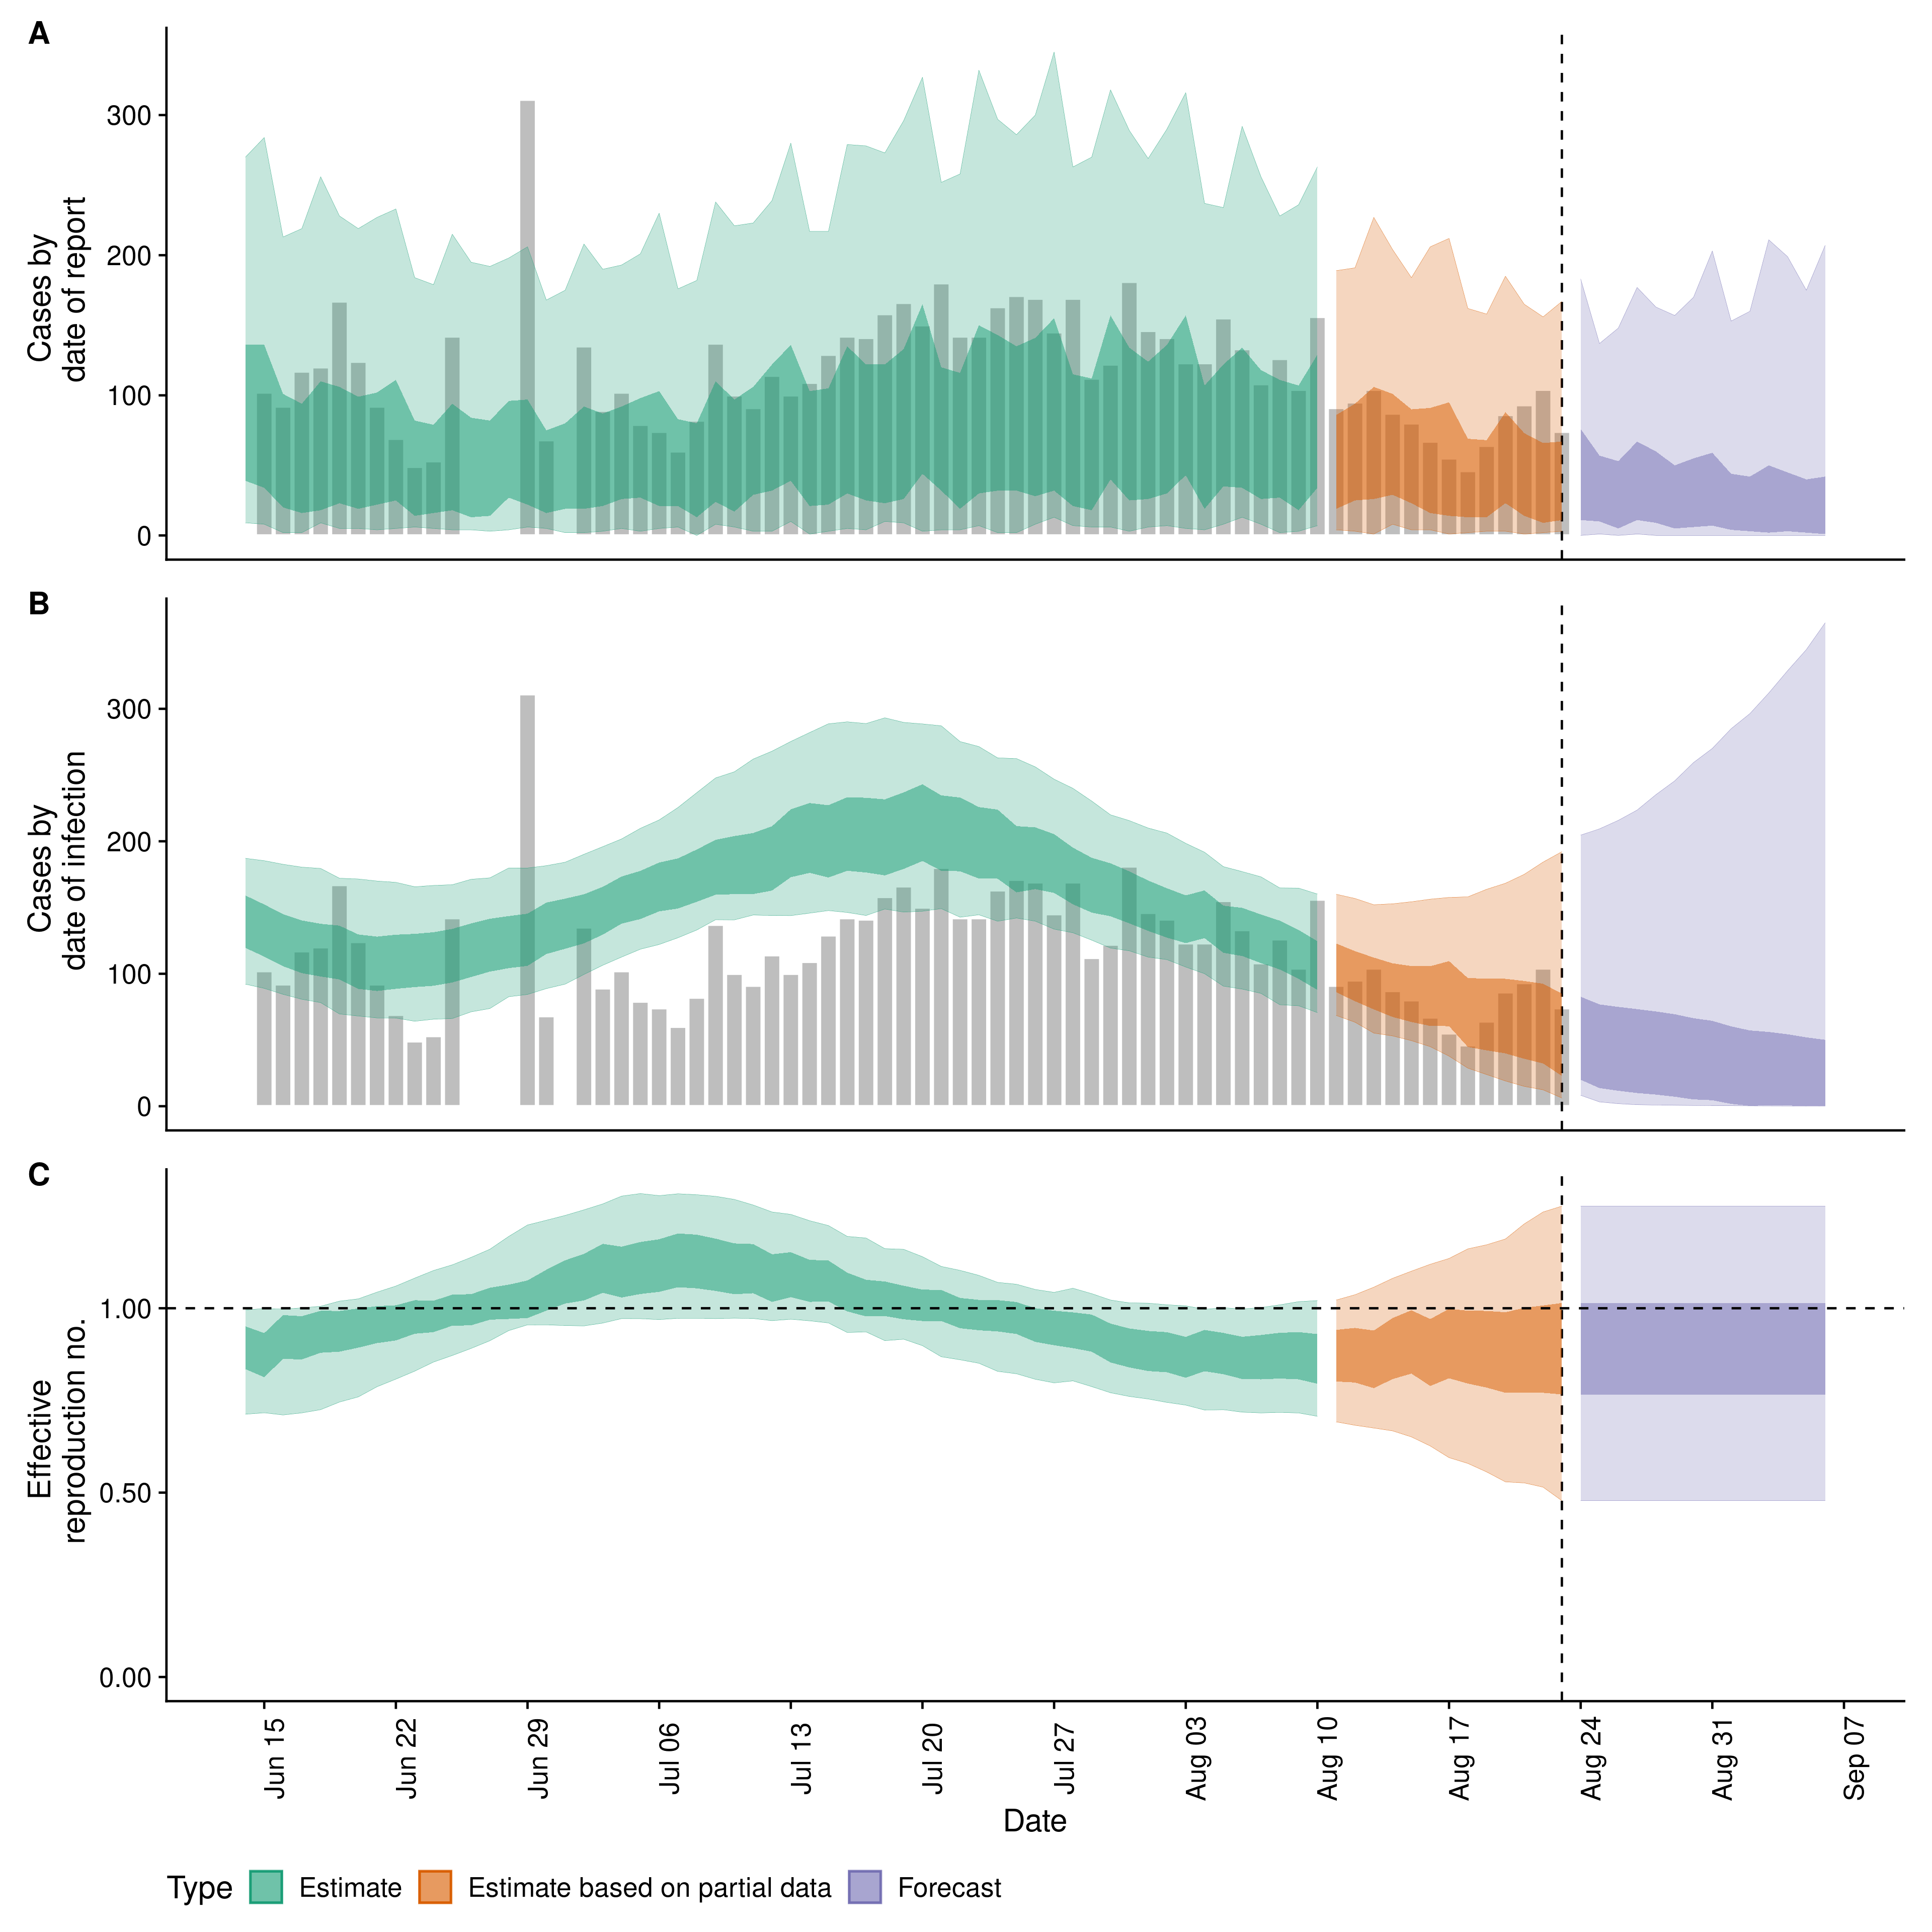 A
Cases by
date of report
300
200
100
0
B
Cases by
date of infection
300
200
100
0
C
Effective
reproduction no.
1.00
0.50
0.00
Jun 15
Jun 22
Jun 29
Jul 06
Jul 13
Jul 20
Jul 27
Aug 03
Aug 10
Aug 17
Aug 24
Aug 31
Sep 07
Date
Type Estimate Estimate based on partial data Forecast